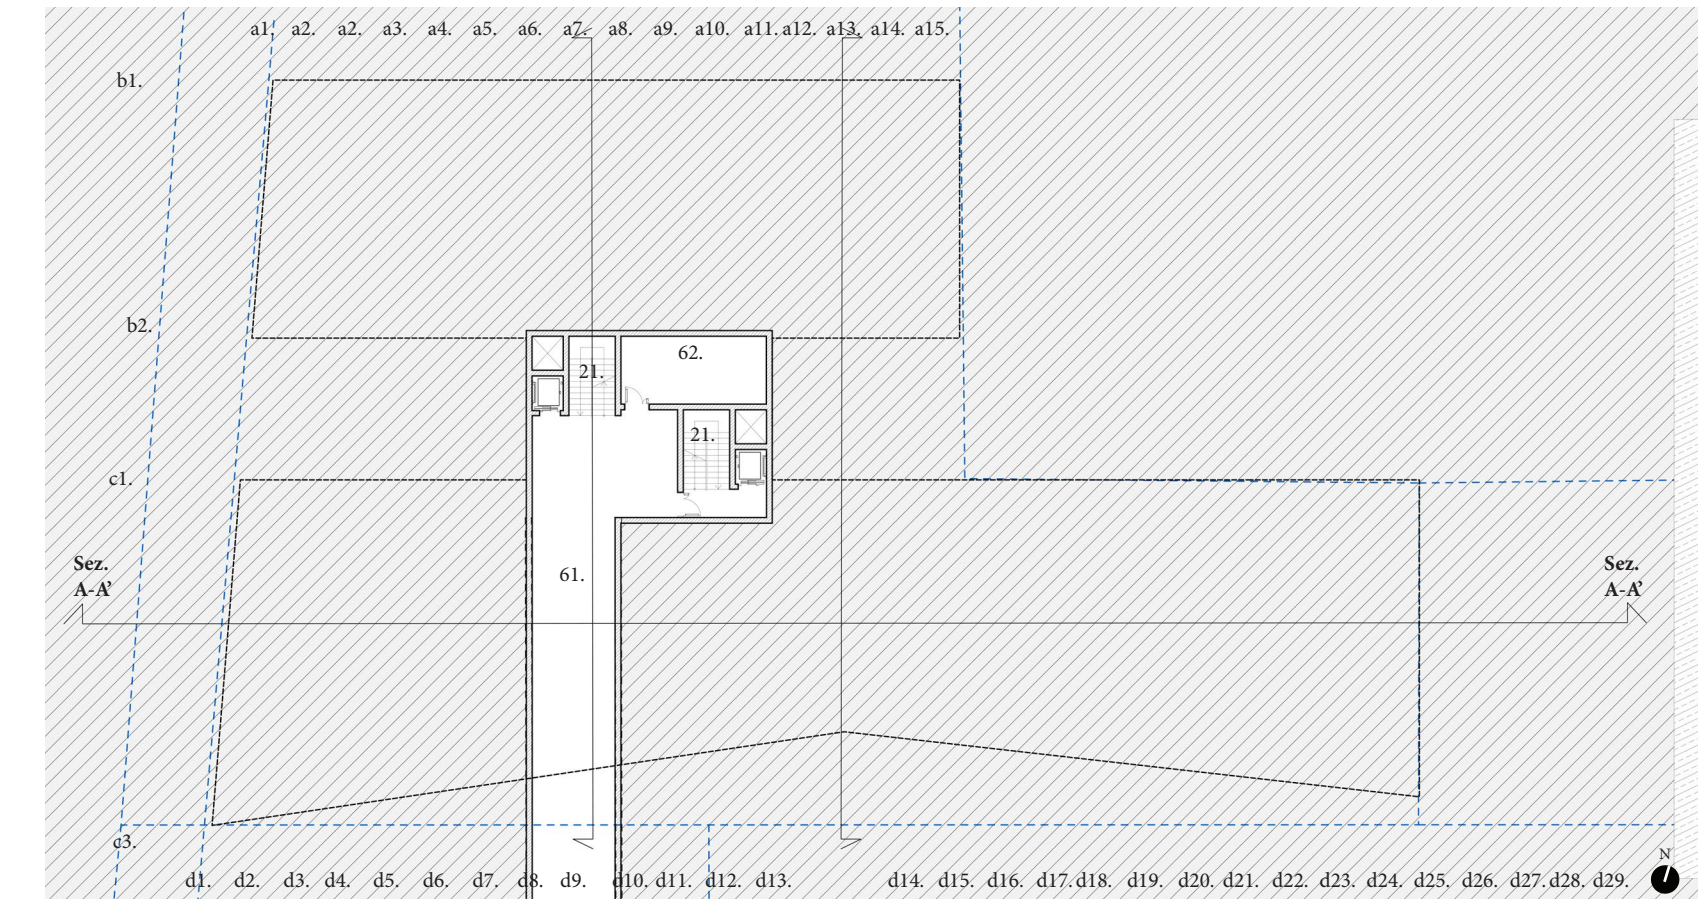 a1. a2. a2. a3. a4. a5. a6. a7. a8. a9. a10. a11. a12. a13. a14. a15.
b1.
b2.
62.
21.
21.
c1.
Sez.
A-A’
Sez.
A-A’
61.
c3.
N
d1. d2. d3. d4. d5. d6. d7. d8. d9. d10. d11. d12. d13. d14. d15. d16. d17. d18. d19. d20. d21. d22. d23. d24. d25. d26. d27. d28. d29.